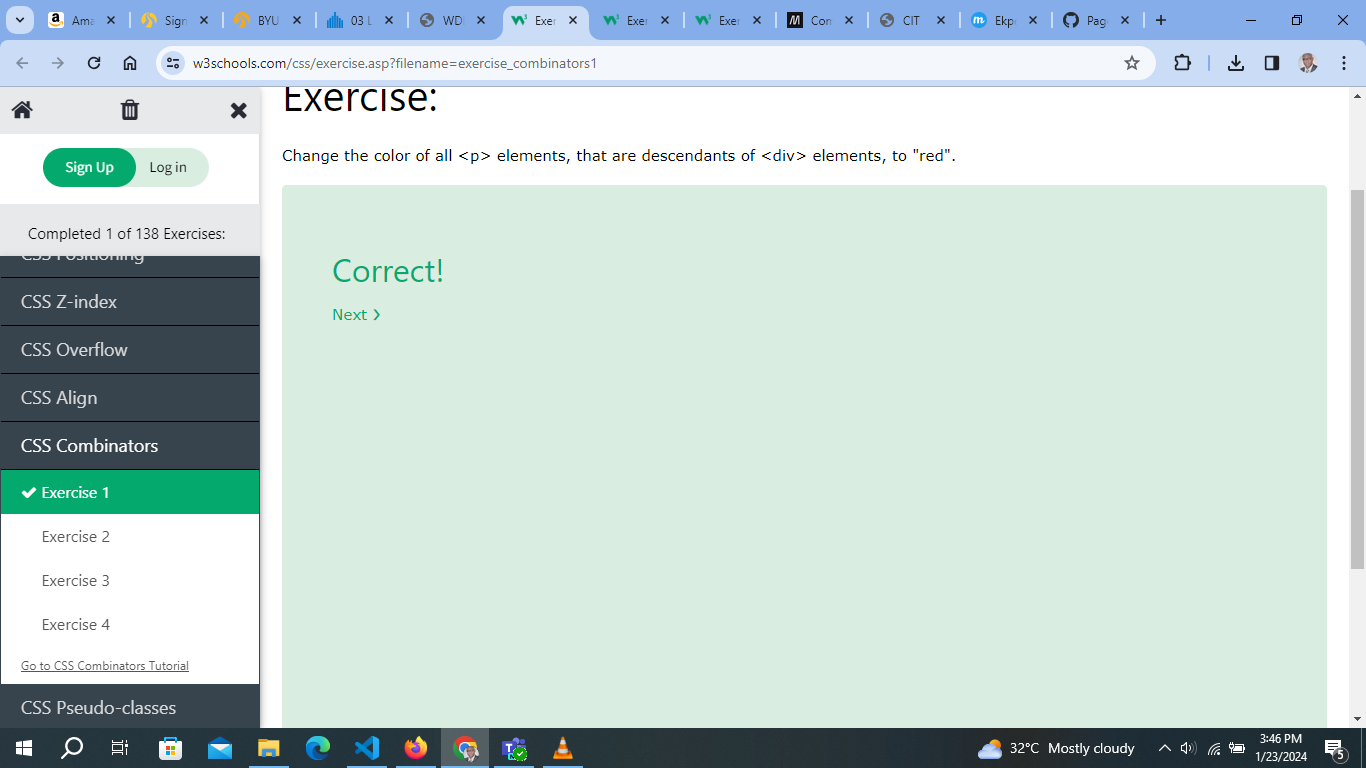 Ama
Sign
BYU
03 L
WD
Exer
Exer
Exer
Con
CIT
Ekp
Pag
w3schools.com/css/exercise.asp?filename=exercise_combinators1
Sign Up
Log in
Completed 1 of 138 Exercises:
CSS Positioning
CSS Z-index
CSS Overflow
CSS Align
CSS Combinators
Exercise 1
Exercise 2
Exercise 3
Exercise 4
Go to CSS Combinators Tutorial
CSS Pseudo-classes
Exercise:
Change the color of all <p> elements, that are descendants of <div> elements, to "red".
Correct!
Next ❯
32°C Mostly cloudy
3:46 PM
1/23/2024
5